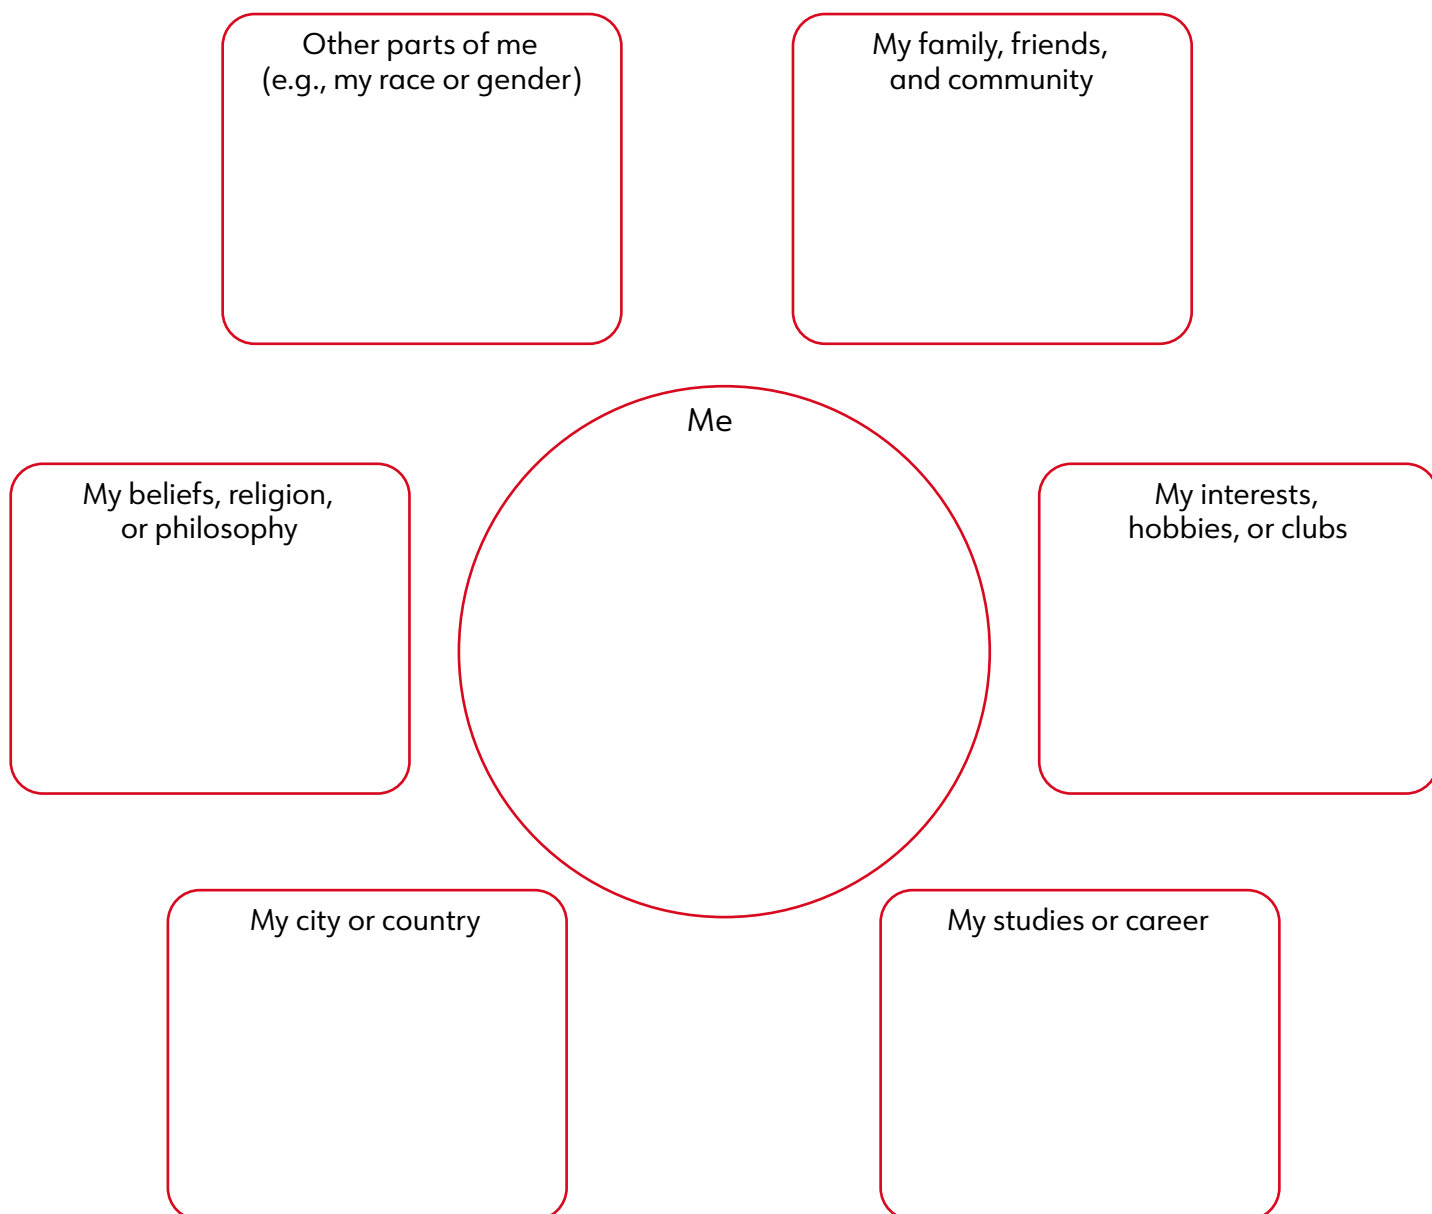 Other parts of me
(e.g., my race or gender)
My family, friends,
and community
Me
My beliefs, religion,
or philosophy
My interests,
hobbies, or clubs
My city or country
My studies or career